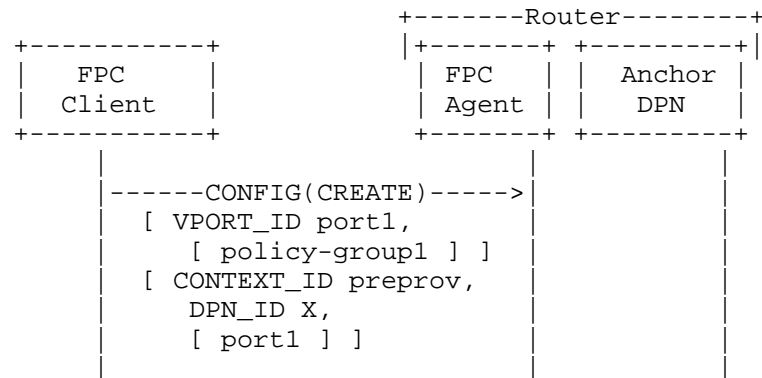 Router
FPC Anchor
FPC
Client Agent DPN
CONFIG(CREATE)
[ VPORT_ID port1,
[ policy-group1 ] ]
[ CONTEXT_ID preprov,
DPN_ID X,
[ port1 ] ]